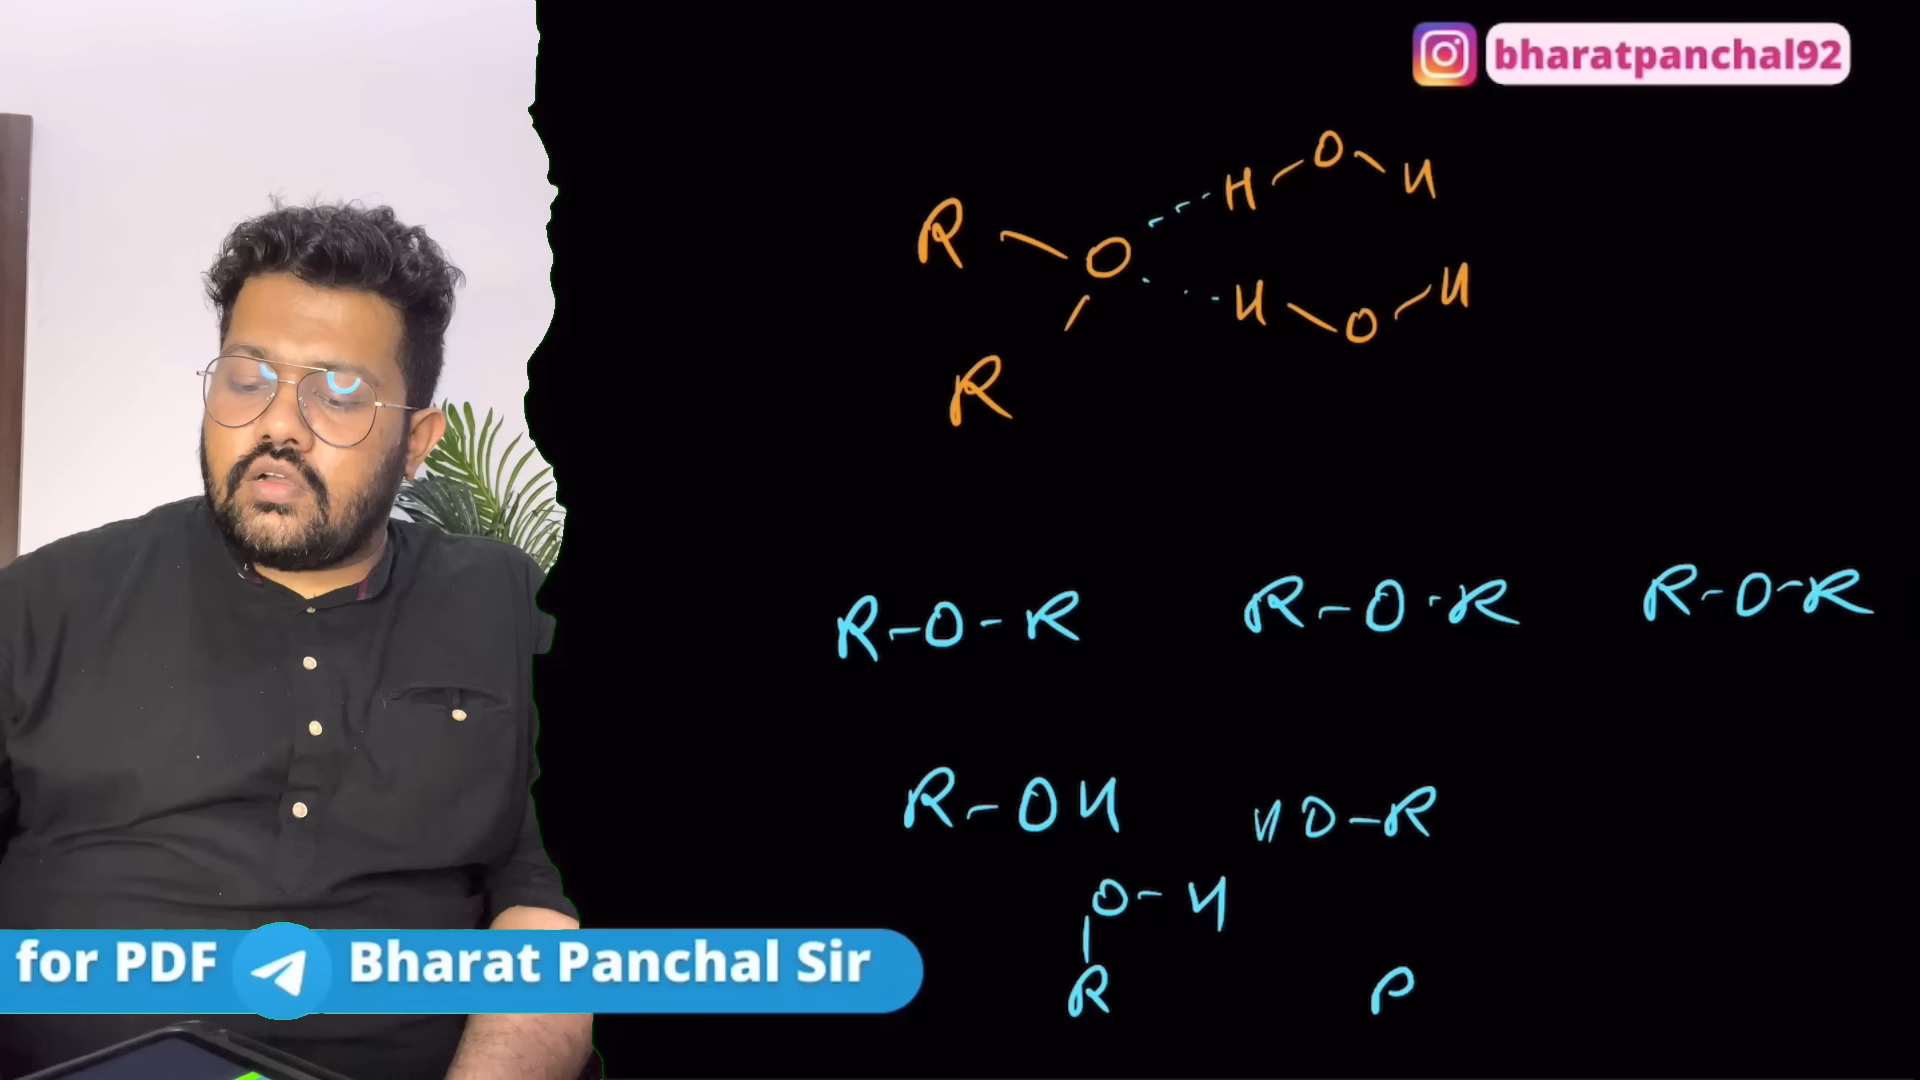 bharatpanchal92
H O H
R O
H O H
R
R-O-R R-O-R R-O-R
R-OH HO-R
O-H
R P
for PDF Bharat Panchal Sir